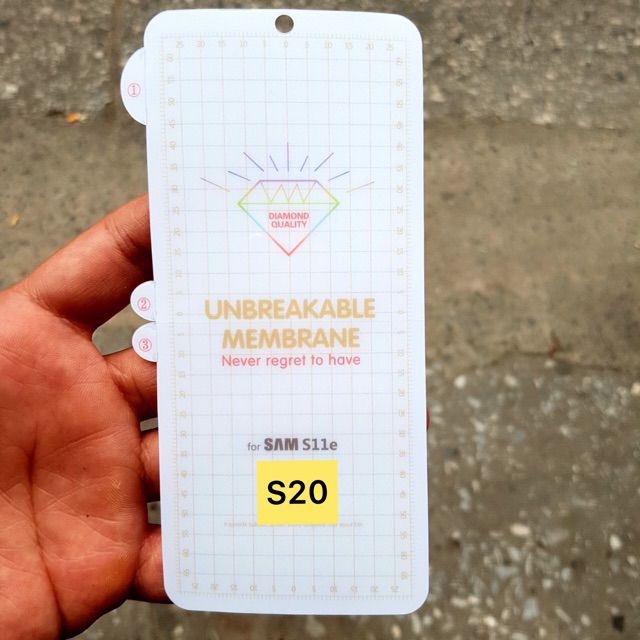 ①
DIAMOND
QUALITY
②
UNBREAKABLE
MEMBRANE
③
Never regret to have
for SAM S11e
S20